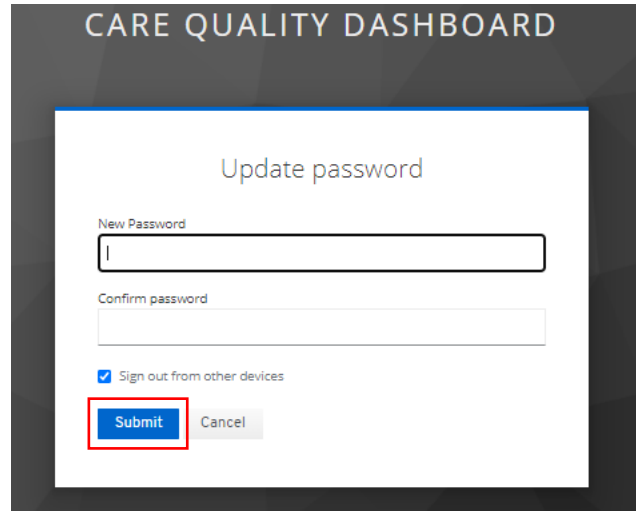 CARE QUALITY DASHBOARD
Update password
New Password
Confirm password
Sign out from other devices
Submit Cancel